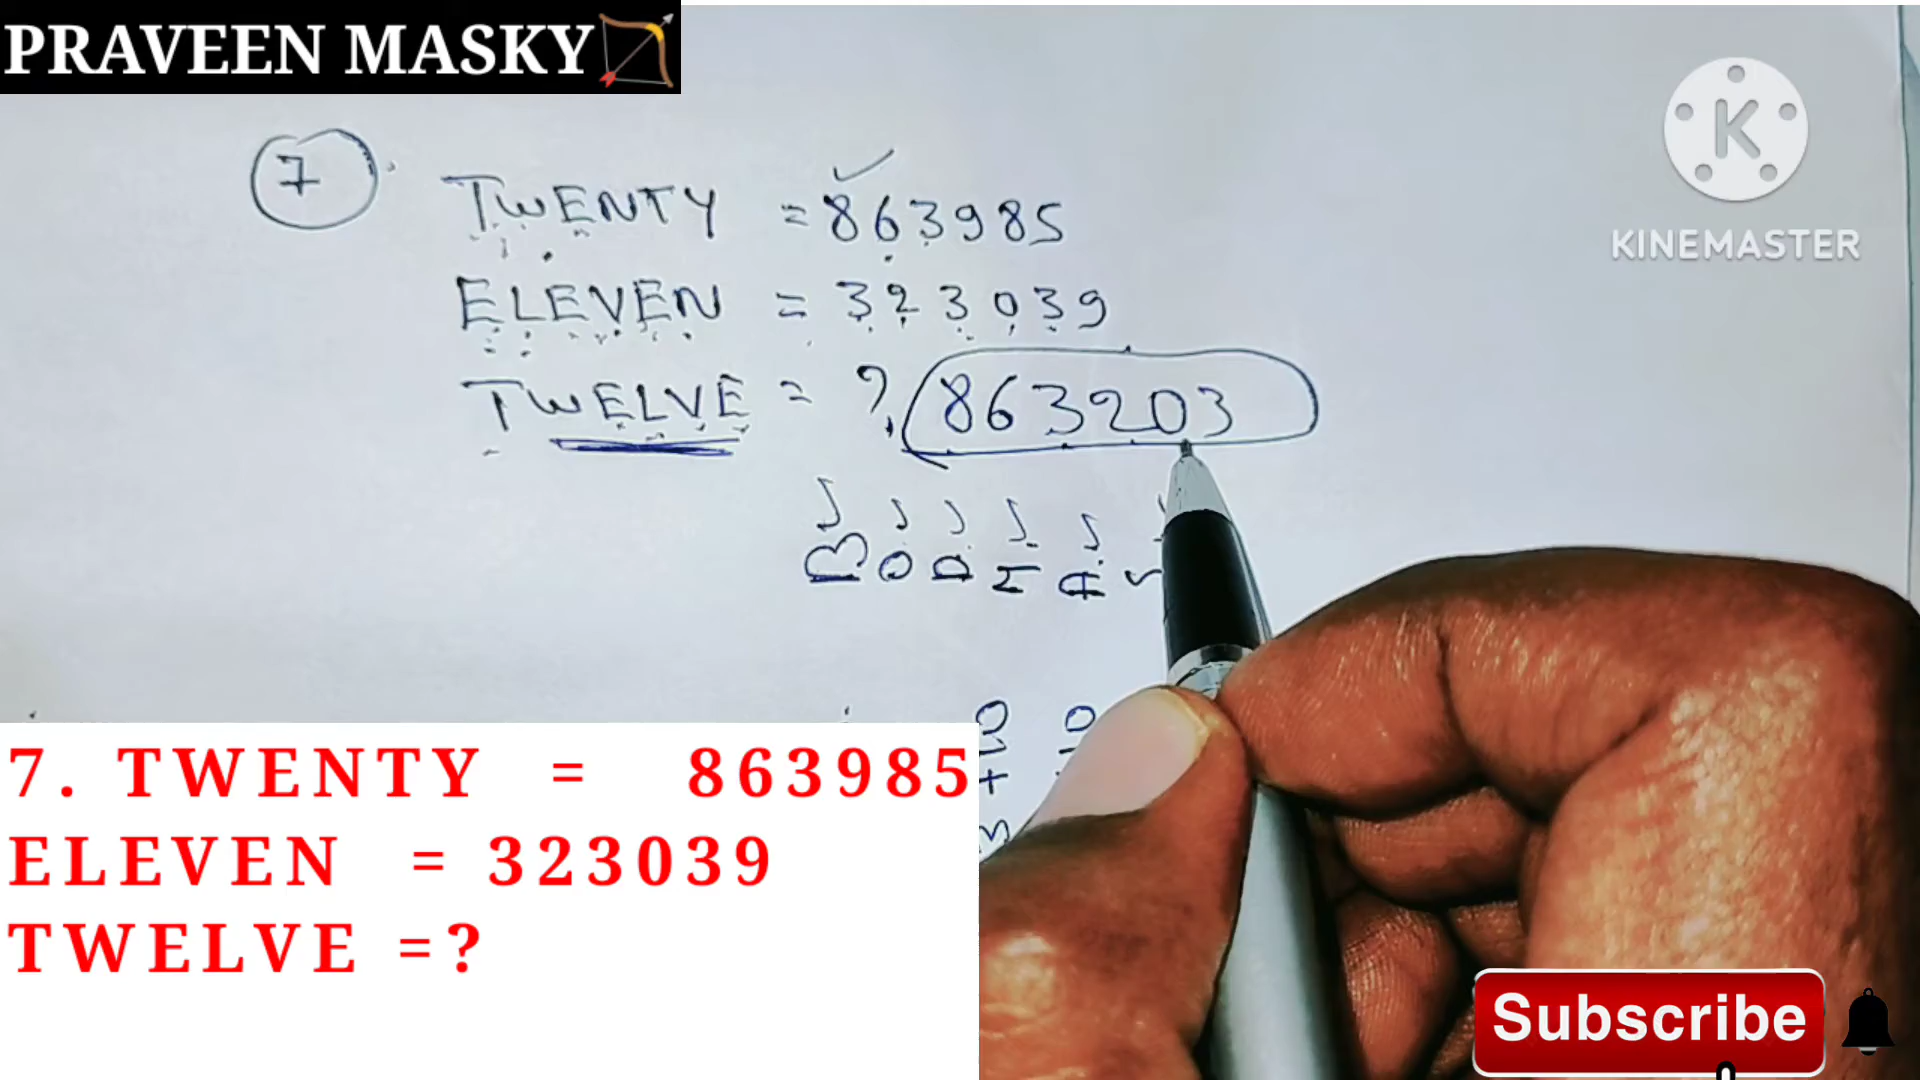 PRAVEEN MASKY
K
KINEMASTER
7
TWENTY = 863985
ELEVEN = 323039
TWELVE = ? 863203
7. TWENTY = 863985
ELEVEN = 323039
TWELVE =?
Subscribe